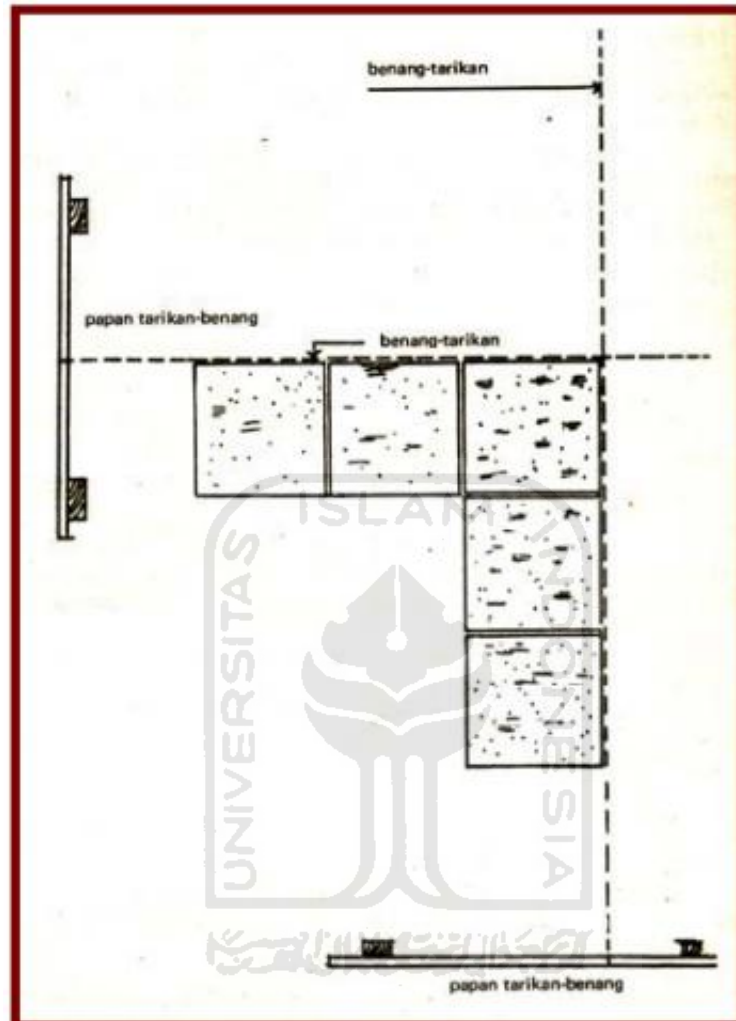 benang-tarikan
papan tarikan-benang
benang-tarikan
ISLAM
UNIVERSITAS
INDONESIA
papan tarikan-benang